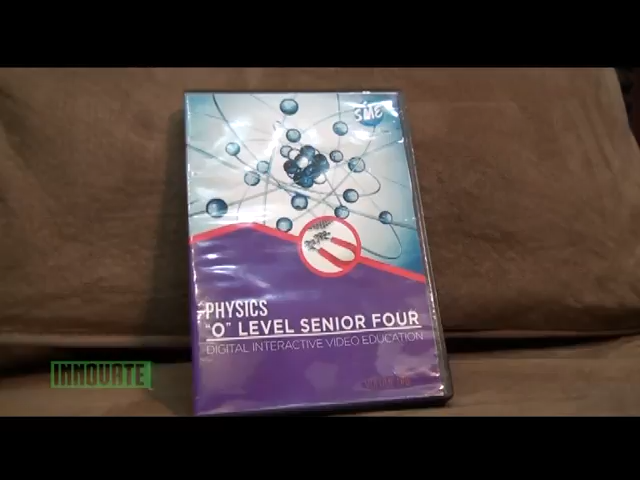 SME
PHYSICS
"O" LEVEL SENIOR FOUR
DIGITAL INTERACTIVE VIDEO EDUCATION
INNOVATE